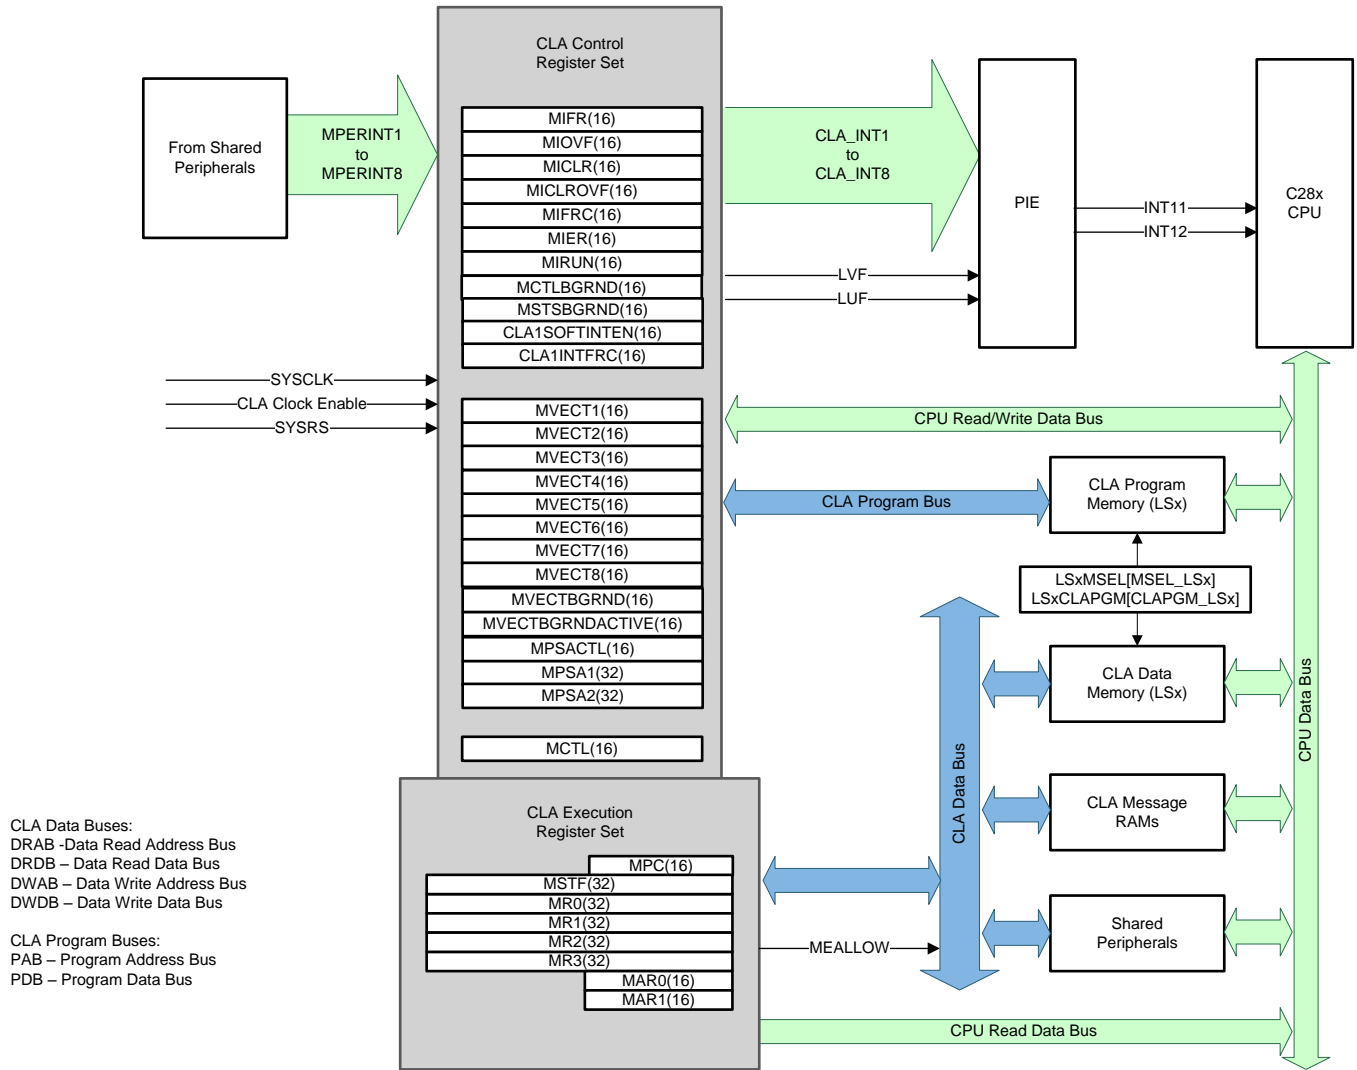 CLA Control
Register Set
From Shared
Peripherals
MPERINT1
to
MPERINT8
MIFR(16)
MIOVF(16)
MICLR(16)
MICLROVF(16)
MIFRC(16)
MIER(16)
MIRUN(16)
MCTLBGRND(16)
MSTSBGRND(16)
CLA1SOFTINTEN(16)
CLA1INTFRC(16)
CLA_INT1
to
CLA_INT8
LVF
LUF
PIE
INT11
INT12
C28x
CPU
SYSCLK
CLA Clock Enable
SYSRS
MVECT1(16)
MVECT2(16)
MVECT3(16)
MVECT4(16)
MVECT5(16)
MVECT6(16)
MVECT7(16)
MVECT8(16)
MVECTBGRND(16)
MVECTBGRNDACTIVE(16)
MPSACTL(16)
MPSA1(32)
MPSA2(32)
MCTL(16)
CPU Read/Write Data Bus
CLA Program Bus
CLA Program
Memory (LSx)
LSxMSEL[MSEL_LSx]
LSxCLAPGM[CLAPGM_LSx]
CLA Data
Memory (LSx)
CLA Message
RAMs
Shared
Peripherals
CLA Data Bus
CPU Data Bus
CLA Execution
Register Set
MPC(16)
MSTF(32)
MR0(32)
MR1(32)
MR2(32)
MR3(32)
MAR0(16)
MAR1(16)
MEALLOW
CPU Read Data Bus
CLA Data Buses:
DRAB -Data Read Address Bus
DRDB – Data Read Data Bus
DWAB – Data Write Address Bus
DWDB – Data Write Data Bus
CLA Program Buses:
PAB – Program Address Bus
PDB – Program Data Bus